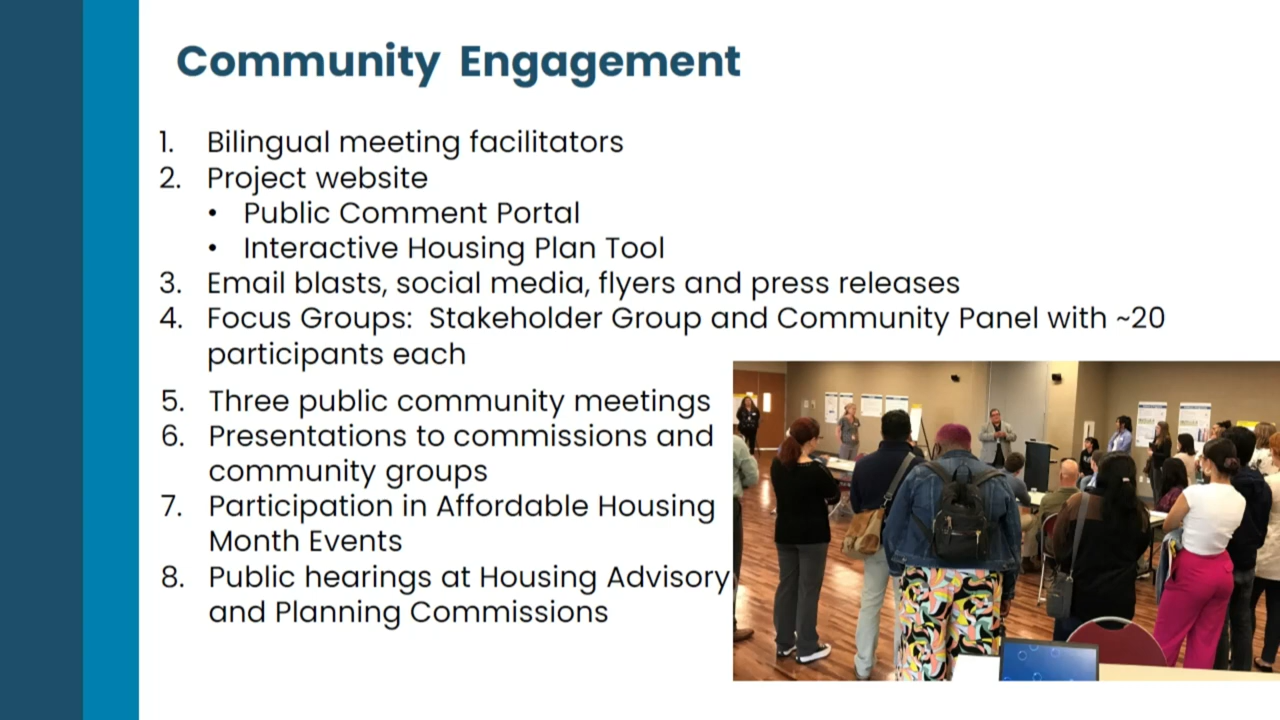 Community Engagement
1. Bilingual meeting facilitators
2. Project website
• Public Comment Portal
• Interactive Housing Plan Tool
3. Email blasts, social media, flyers and press releases
4. Focus Groups: Stakeholder Group and Community Panel with ~20
participants each
5. Three public community meetings
6. Presentations to commissions and
community groups
7. Participation in Affordable Housing
Month Events
8. Public hearings at Housing Advisory
and Planning Commissions